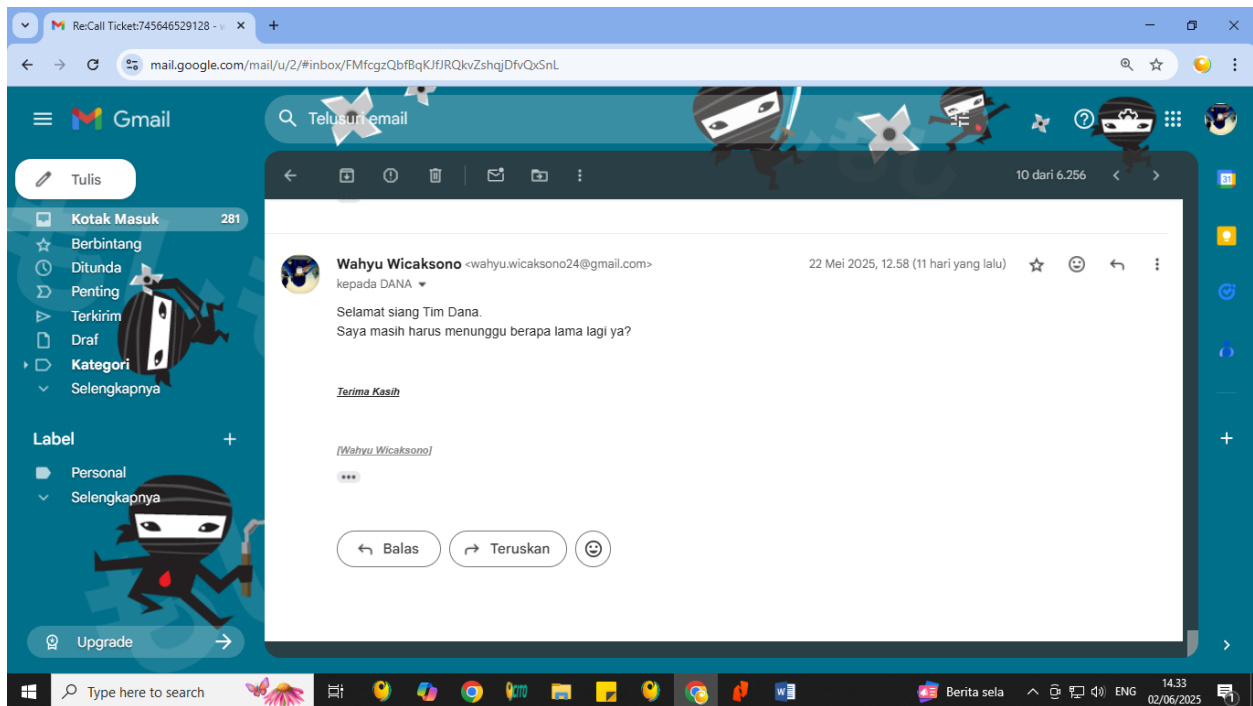 Re:Call Ticket:745646529128 - w
mail.google.com/mail/u/2/#inbox/FMfcgzQbfBqKJfJRQkvZshqjDfvQxSnL
Gmail
Telusuri email
Tulis
10 dari 6.256
31
Kotak Masuk 281
Berbintang
Ditunda
Penting
Terkirim
Draf
Kategori
Selengkapnya
Label
Personal
Selengkapnya
Upgrade
Wahyu Wicaksono <wahyu.wicaksono24@gmail.com> 22 Mei 2025, 12.58 (11 hari yang lalu)
kepada DANA
Selamat siang Tim Dana.
Saya masih harus menunggu berapa lama lagi ya?
Terima Kasih
[Wahyu Wicaksono]
Balas Teruskan
Type here to search
Berita sela
ENG
14.33
02/06/2025